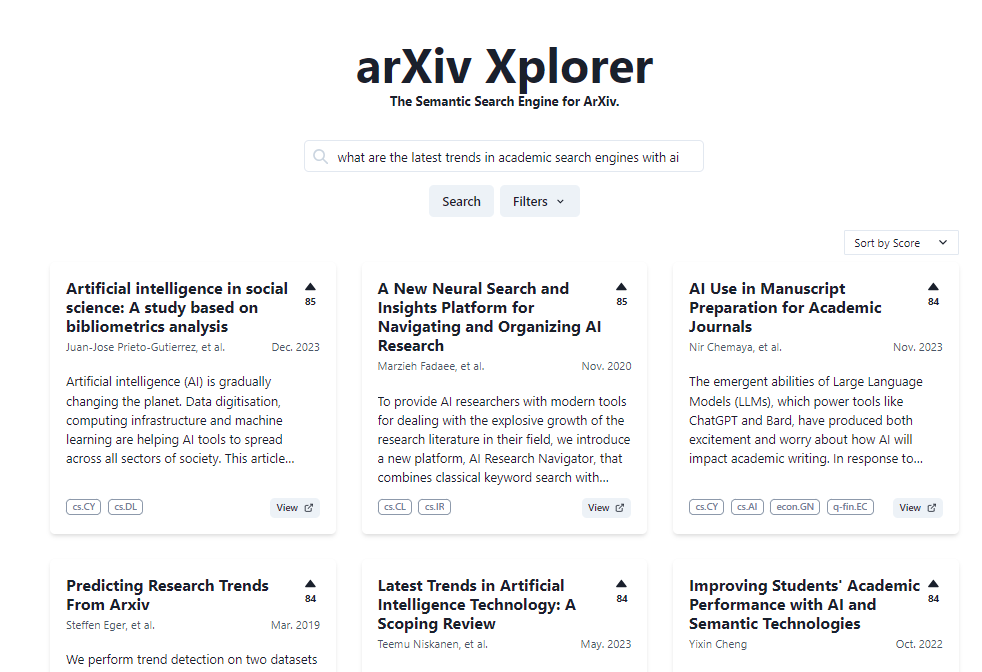 arXiv Xplorer
The Semantic Search Engine for ArXiv.
what are the latest trends in academic search engines with ai
Search
Filters
Sort by Score
Artificial intelligence in social
science: A study based on
bibliometrics analysis
85
Juan-Jose Prieto-Gutierrez, et al.
Dec. 2023
Artificial intelligence (AI) is gradually
changing the planet. Data digitisation,
computing infrastructure and machine
learning are helping AI tools to spread
across all sectors of society. This article...
cs.CY
cs.DL
View
A New Neural Search and
Insights Platform for
Navigating and Organizing AI
Research
85
Marzieh Fadaee, et al.
Nov. 2020
To provide AI researchers with modern tools
for dealing with the explosive growth of the
research literature in their field, we introduce
a new platform, AI Research Navigator, that
combines classical keyword search with...
cs.CL
cs.IR
View
AI Use in Manuscript
Preparation for Academic
Journals
84
Nir Chemaya, et al.
Nov. 2023
The emergent abilities of Large Language
Models (LLMs), which power tools like
ChatGPT and Bard, have produced both
excitement and worry about how AI will
impact academic writing. In response to...
cs.CY
cs.AI
econ.GN
q-fin.EC
View
Predicting Research Trends
From Arxiv
84
Steffen Eger, et al.
Mar. 2019
We perform trend detection on two datasets
Latest Trends in Artificial
Intelligence Technology: A
Scoping Review
84
Teemu Niskanen, et al.
May. 2023
Improving Students' Academic
Performance with AI and
Semantic Technologies
84
Yixin Cheng
Oct. 2022